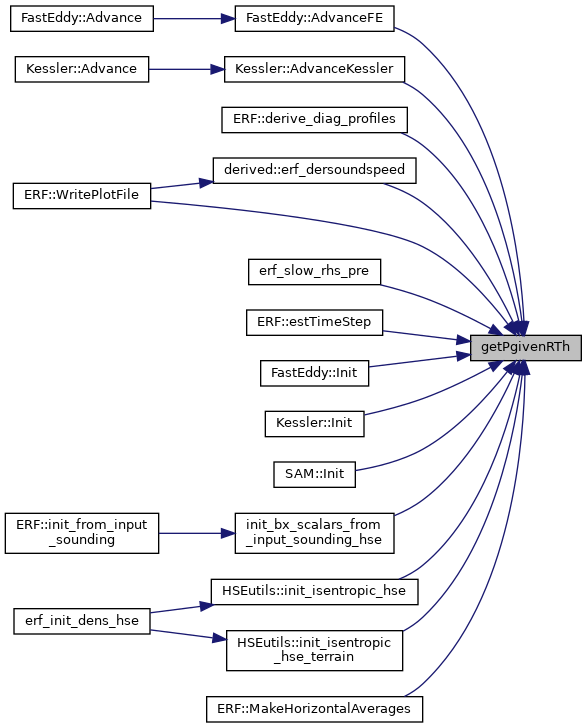 FastEddy::Advance
FastEddy::AdvanceFE
Kessler::Advance
Kessler::AdvanceKessler
ERF::derive_diag_profiles
derived::erf_dersoundspeed
ERF::WritePlotFile
erf_slow_rhs_pre
ERF::estTimeStep
getPgivenRTh
FastEddy::Init
Kessler::Init
SAM::Init
ERF::init_from_input
_sounding
init_bx_scalars_from
_input_sounding_hse
HSEutils::init_isentropic_hse
erf_init_dens_hse
HSEutils::init_isentropic
_hse_terrain
ERF::MakeHorizontalAverages